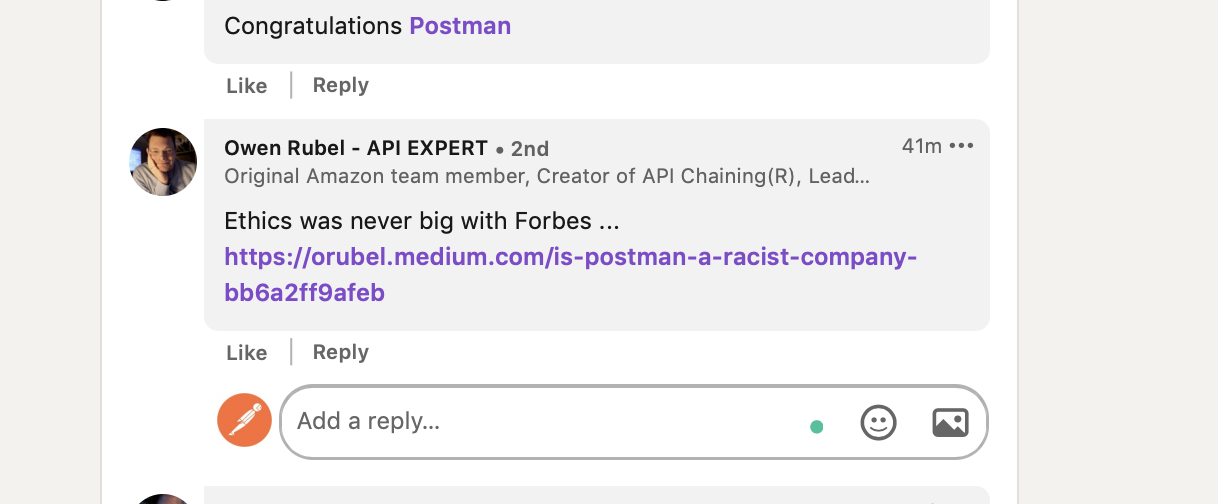 Congratulations Postman
Like | Reply
Owen Rubel - API EXPERT • 2nd
41m •••
Original Amazon team member, Creator of API Chaining(R), Lead...
Ethics was never big with Forbes ...
https://orubel.medium.com/is-postman-a-racist-company-
bb6a2ff9afeb
Like | Reply
Add a reply...